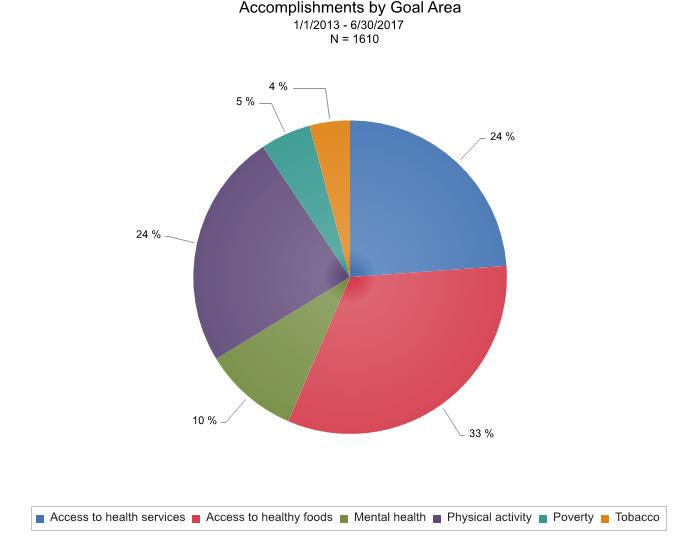 Accomplishments by Goal Area
1/1/2013 - 6/30/2017
N = 1610
4 %
5 %
24 %
24 %
10 %
33 %
Access to health services Access to healthy foods Mental health Physical activity Poverty Tobacco